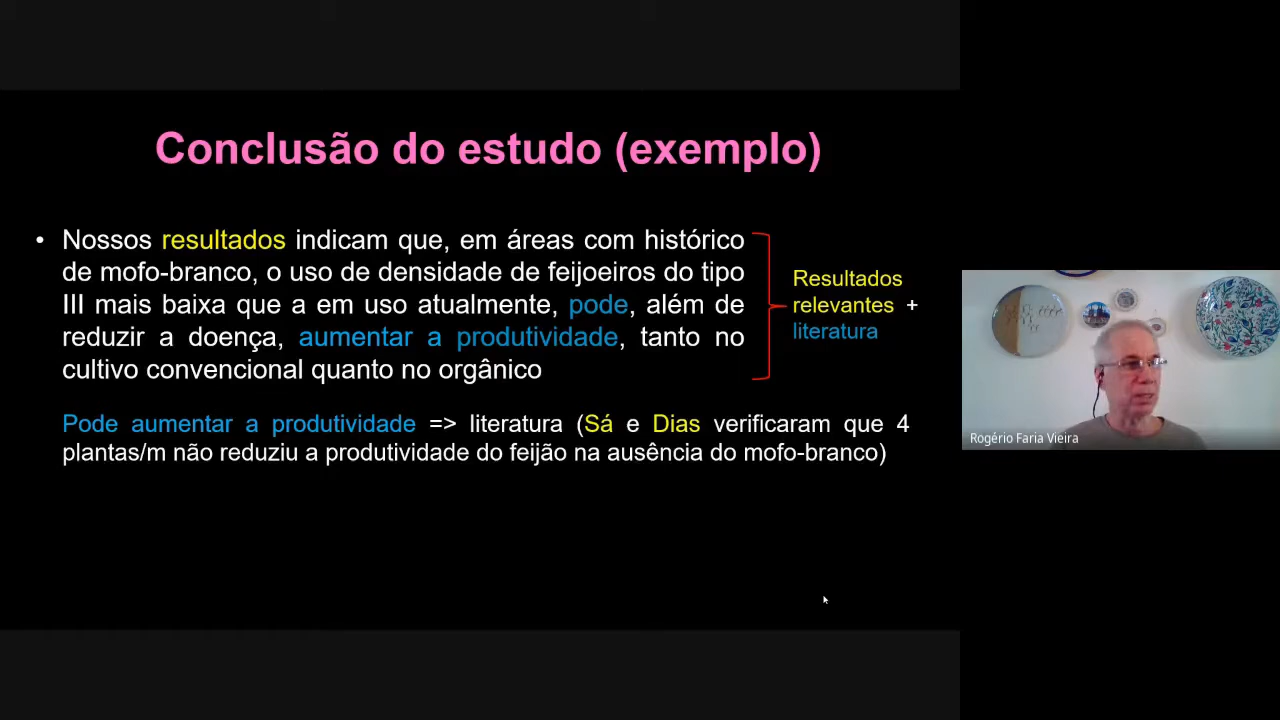 Conclusão do estudo (exemplo)
• Nossos resultados indicam que, em áreas com histórico
de mofo-branco, o uso de densidade de feijoeiros do tipo
III mais baixa que a em uso atualmente, pode, além de
reduzir a doença, aumentar a produtividade, tanto no
cultivo convencional quanto no orgânico
Resultados
relevantes +
literatura
Pode aumentar a produtividade => literatura (Sá e Dias verificaram que 4
plantas/m não reduziu a produtividade do feijão na ausência do mofo-branco)
Rogério Faria Vieira